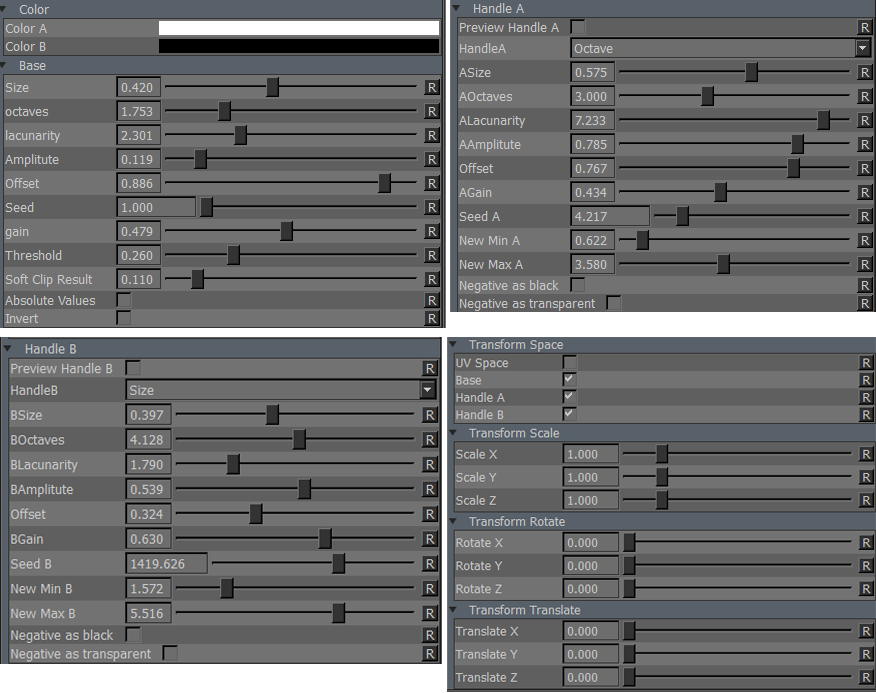 Color
Color A
Color B
Base
Size 0.420 R
octaves 1.753 R
lacunarity 2.301 R
Amplitute 0.119 R
Offset 0.886 R
Seed 1.000 R
gain 0.479 R
Threshold 0.260 R
Soft Clip Result 0.110 R
Absolute Values R
Invert R
Handle A
Preview Handle A R
HandleA Octave R
ASize 0.575 R
AOctaves 3.000 R
ALacunarity 7.233 R
AAmplitute 0.785 R
Offset 0.767 R
AGain 0.434 R
Seed A 4.217 R
New Min A 0.622 R
New Max A 3.580 R
Negative as black R
Negative as transparent R
Handle B
Preview Handle B R
HandleB Size R
BSize 0.397 R
BOctaves 4.128 R
BLacunarity 1.790 R
BAmplitute 0.539 R
Offset 0.324 R
BGain 0.630 R
Seed B 1419.626 R
New Min B 1.572 R
New Max B 5.516 R
Negative as black R
Negative as transparent R
Transform Space
UV Space R
Base R
Handle A R
Handle B R
Transform Scale
Scale X 1.000 R
Scale Y 1.000 R
Scale Z 1.000 R
Transform Rotate
Rotate X 0.000 R
Rotate Y 0.000 R
Rotate Z 0.000 R
Transform Translate
Translate X 0.000 R
Translate Y 0.000 R
Translate Z 0.000 R